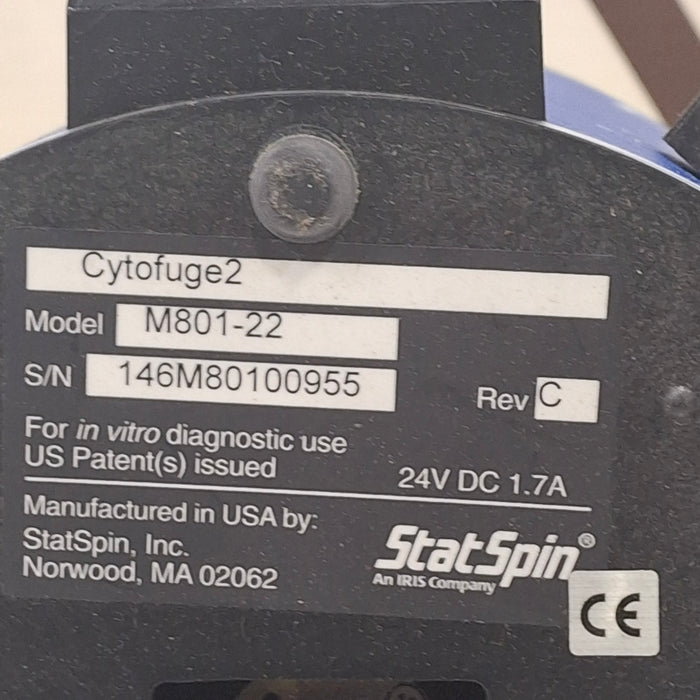 Cytofuge2
Model M801-22
S/N 146M80100955
Rev C
For in vitro diagnostic use
US Patent(s) issued
24V DC 1.7A
Manufactured in USA by:
StatSpin, Inc.
Norwood, MA 02062
StatSpin®
An IRIS Company
CE